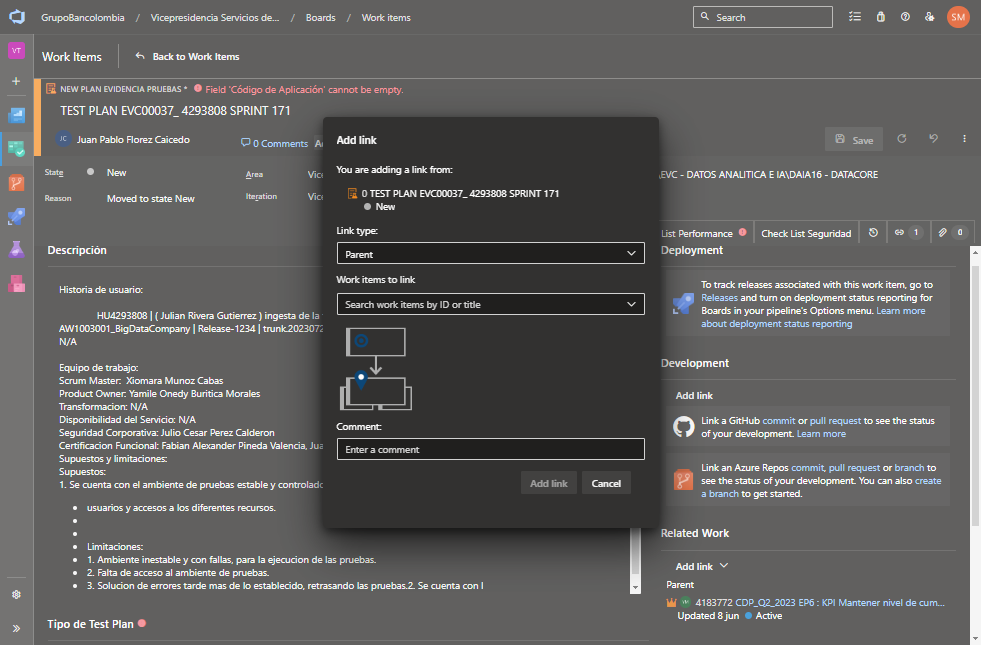 GrupoBancolombia / Vicepresidencia Servicios de... / Boards / Work items
Search
SM
VT
Work Items
Back to Work Items
NEW PLAN EVIDENCIA PRUEBAS * Field 'Código de Aplicación' cannot be empty.
TEST PLAN EVC00037_ 4293808 SPRINT 171
JC Juan Pablo Florez Caicedo
0 Comments
Save
State
New
Area
Reason
Moved to state New
Iteration
EVC - DATOS ANALITICA E IA\DAIA16 - DATACORE
List Performance
Check List Seguridad
1
0
Descripción
Historia de usuario:
HU4293808 | ( Julian Rivera Gutierrez ) ingesta de la
AW1003001_BigDataCompany | Release-1234 | trunk.2023072
N/A
Equipo de trabajo:
Scrum Master: Xiomara Munoz Cabas
Product Owner: Yamile Onedy Buritica Morales
Transformacion: N/A
Disponibilidad del Servicio: N/A
Seguridad Corporativa: Julio Cesar Perez Calderon
Certificacion Funcional: Fabian Alexander Pineda Valencia, Jua
Supuestos y limitaciones:
Supuestos:
1. Se cuenta con el ambiente de pruebas estable y controlado
usuarios y accesos a los diferentes recursos.
Limitaciones:
1. Ambiente inestable y con fallas, para la ejecucion de las pruebas.
2. Falta de acceso al ambiente de pruebas.
3. Solucion de errores tarde mas de lo establecido, retrasando las pruebas.2. Se cuenta con l
Tipo de Test Plan
Add link
You are adding a link from:
0 TEST PLAN EVC00037_ 4293808 SPRINT 171
New
Link type:
Parent
Work items to link
Search work items by ID or title
Comment:
Enter a comment
Add link
Cancel
Deployment
To track releases associated with this work item, go to
Releases and turn on deployment status reporting for
Boards in your pipeline's Options menu. Learn more
about deployment status reporting
Development
Add link
Link a GitHub commit or pull request to see the status
of your development. Learn more
Link an Azure Repos commit, pull request or branch to
see the status of your development. You can also create
a branch to get started.
Related Work
Add link
Parent
4183772 CDP_Q2_2023 EP6 : KPI Mantener nivel de cum...
Updated 8 jun Active